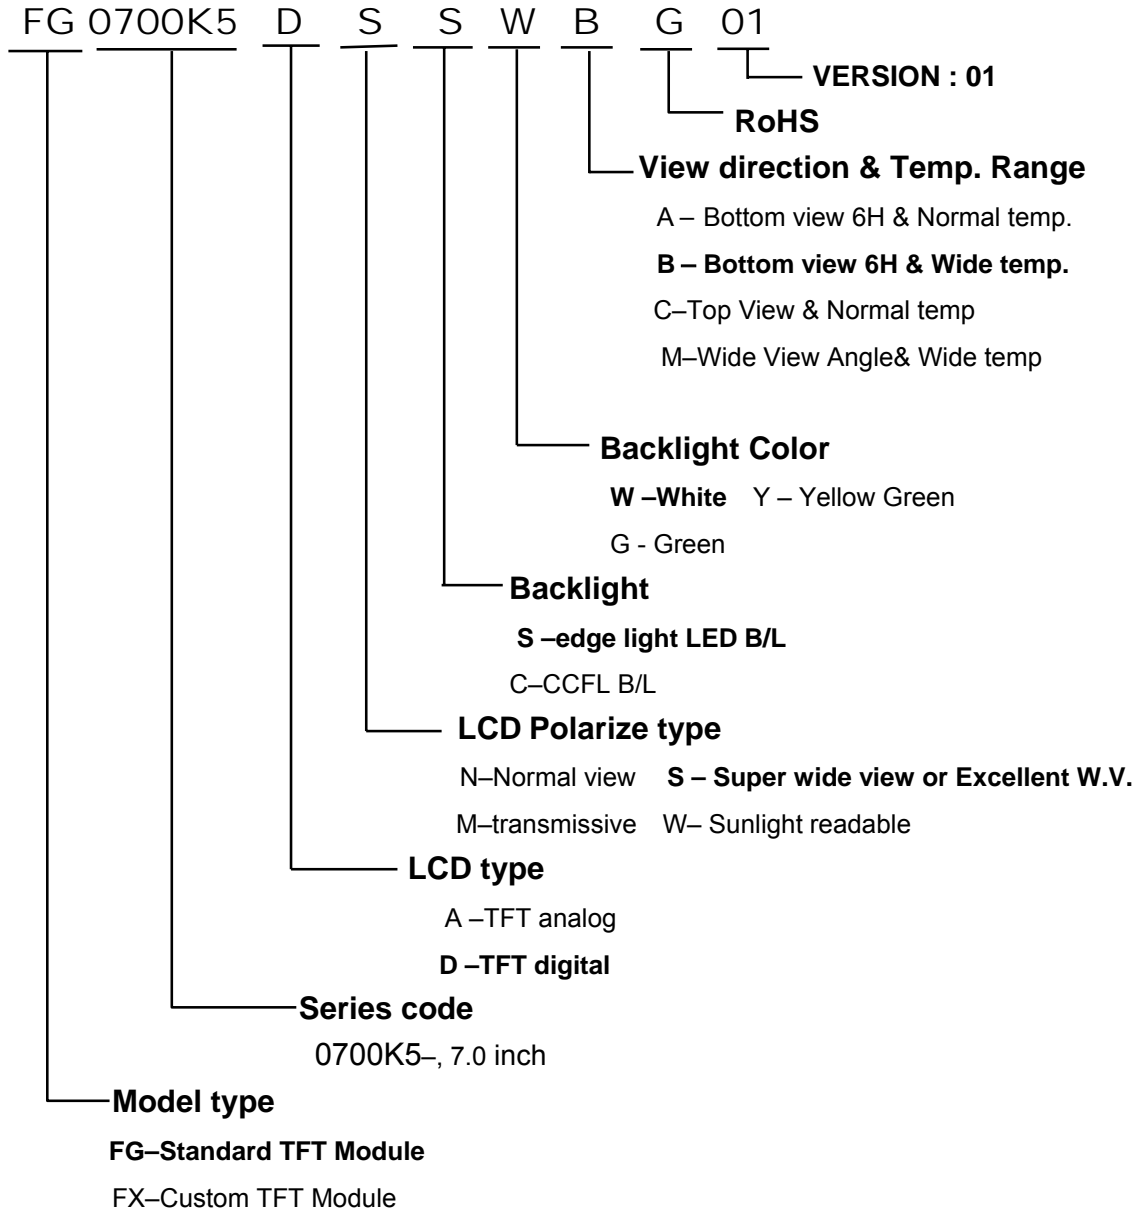 FG 0700K5 D S S W B G 01
VERSION : 01
RoHS
View direction & Temp. Range
A – Bottom view 6H & Normal temp.
B – Bottom view 6H & Wide temp.
C–Top View & Normal temp
M–Wide View Angle& Wide temp
Backlight Color
W –White Y – Yellow Green
G - Green
Backlight
S –edge light LED B/L
C–CCFL B/L
LCD Polarize type
N–Normal view S – Super wide view or Excellent W.V.
M–transmissive W– Sunlight readable
LCD type
A –TFT analog
D –TFT digital
Series code
0700K5–, 7.0 inch
Model type
FG–Standard TFT Module
FX–Custom TFT Module